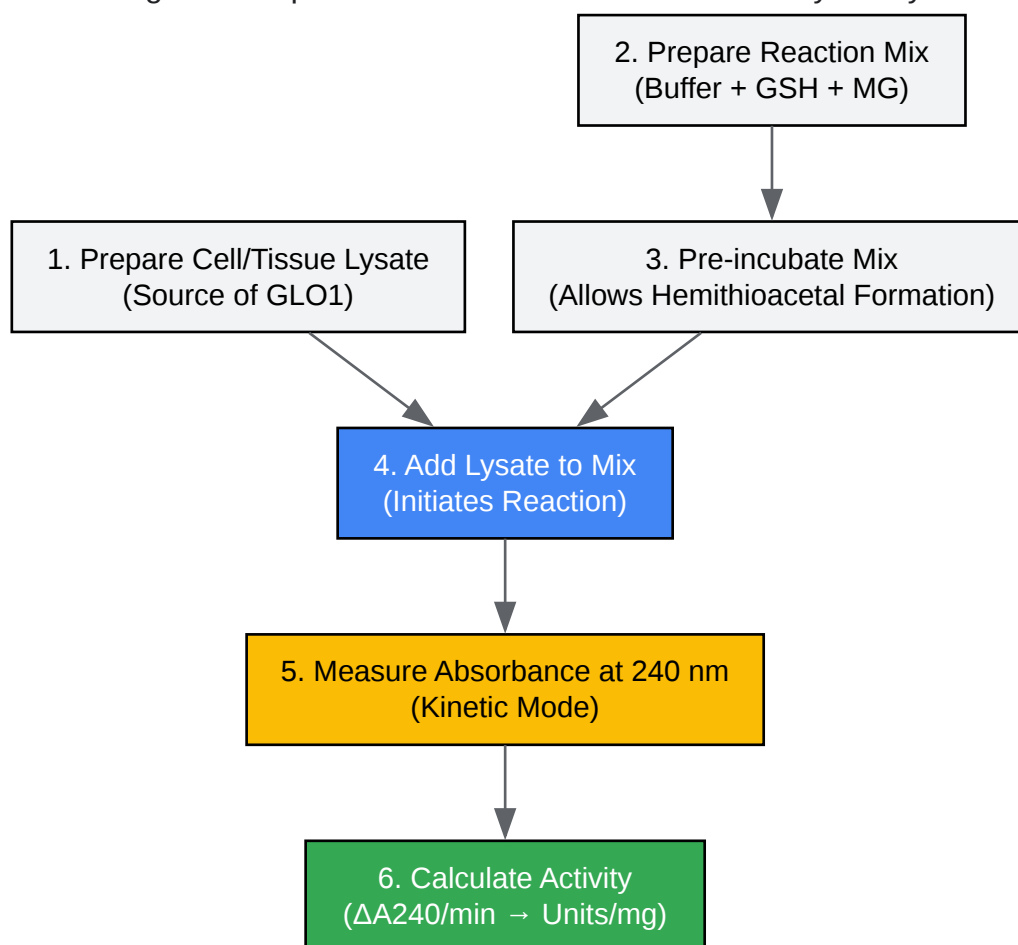 2. Prepare Reaction Mix
(Buffer + GSH + MG)
1. Prepare Cell/Tissue Lysate
(Source of GLO1)
3. Pre-incubate Mix
(Allows Hemithioacetal Formation)
4. Add Lysate to Mix
(Initiates Reaction)
5. Measure Absorbance at 240 nm
(Kinetic Mode)
6. Calculate Activity
(ΔA240/min → Units/mg)